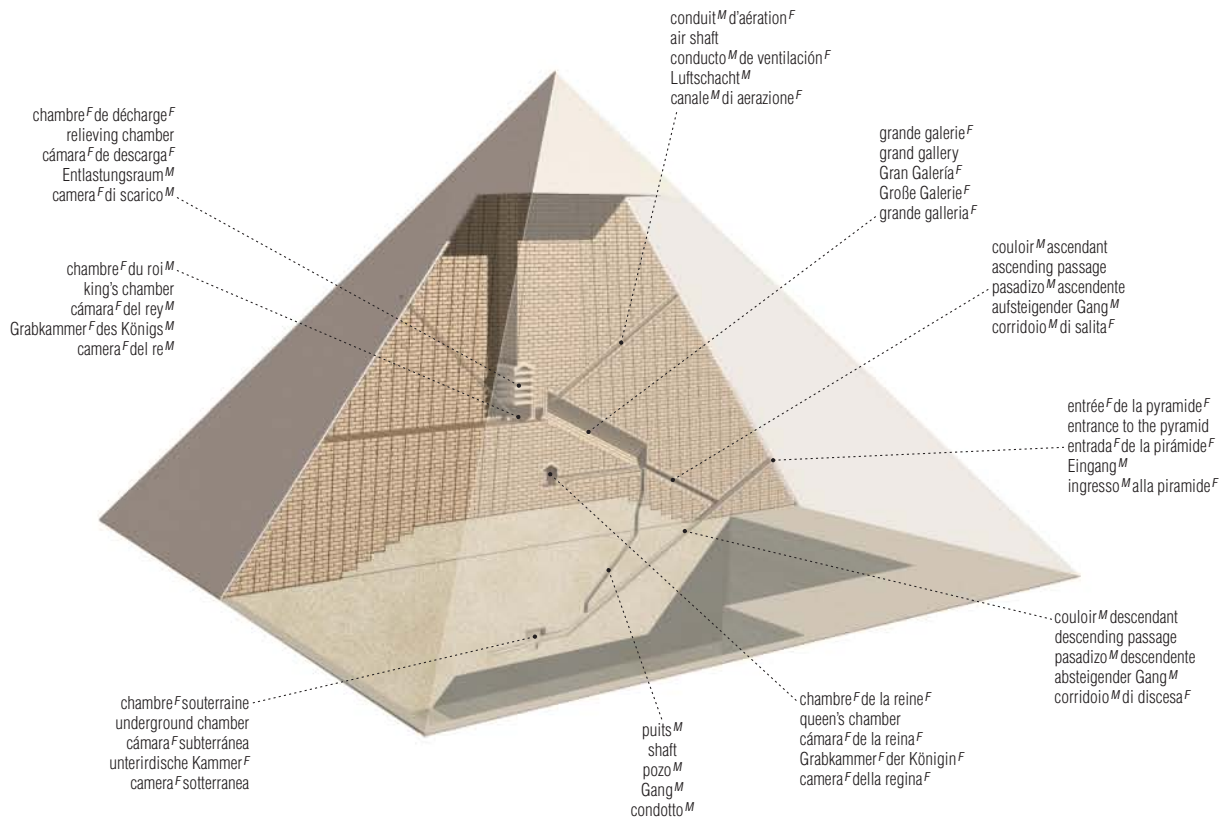 conduitM d'aérationF
air shaft
conductoM de ventilaciónF
LuftschachtM
canaleM di aerazioneF
chambreF de déchargeF
relieving chamber
cámaraF de descargaF
EntlastungsraumM
cameraF di scaricoM
grande galerieF
grand gallery
Gran GaleríaF
Große GalerieF
grande galleriaF
couloirM ascendant
ascending passage
pasadizoM ascendente
aufsteigender GangM
corridoioM di salitaF
chambreF du roiM
king's chamber
cámaraF del reyM
GrabkammerF des KönigsM
cameraF del reM
entréeF de la pyramideF
entrance to the pyramid
entradaF de la pirámideF
EingangM
ingressoM alla piramideF
couloirM descendant
descending passage
pasadizoM descendente
absteigender GangM
corridoioM di discesaF
chambreF souterraine
underground chamber
cámaraF subterránea
unterirdische KammerF
cameraF sotterranea
puitsM
shaft
pozoM
GangM
condottoM
chambreF de la reineF
queen's chamber
cámaraF de la reinaF
GrabkammerF der KöniginF
cameraF della reginaF